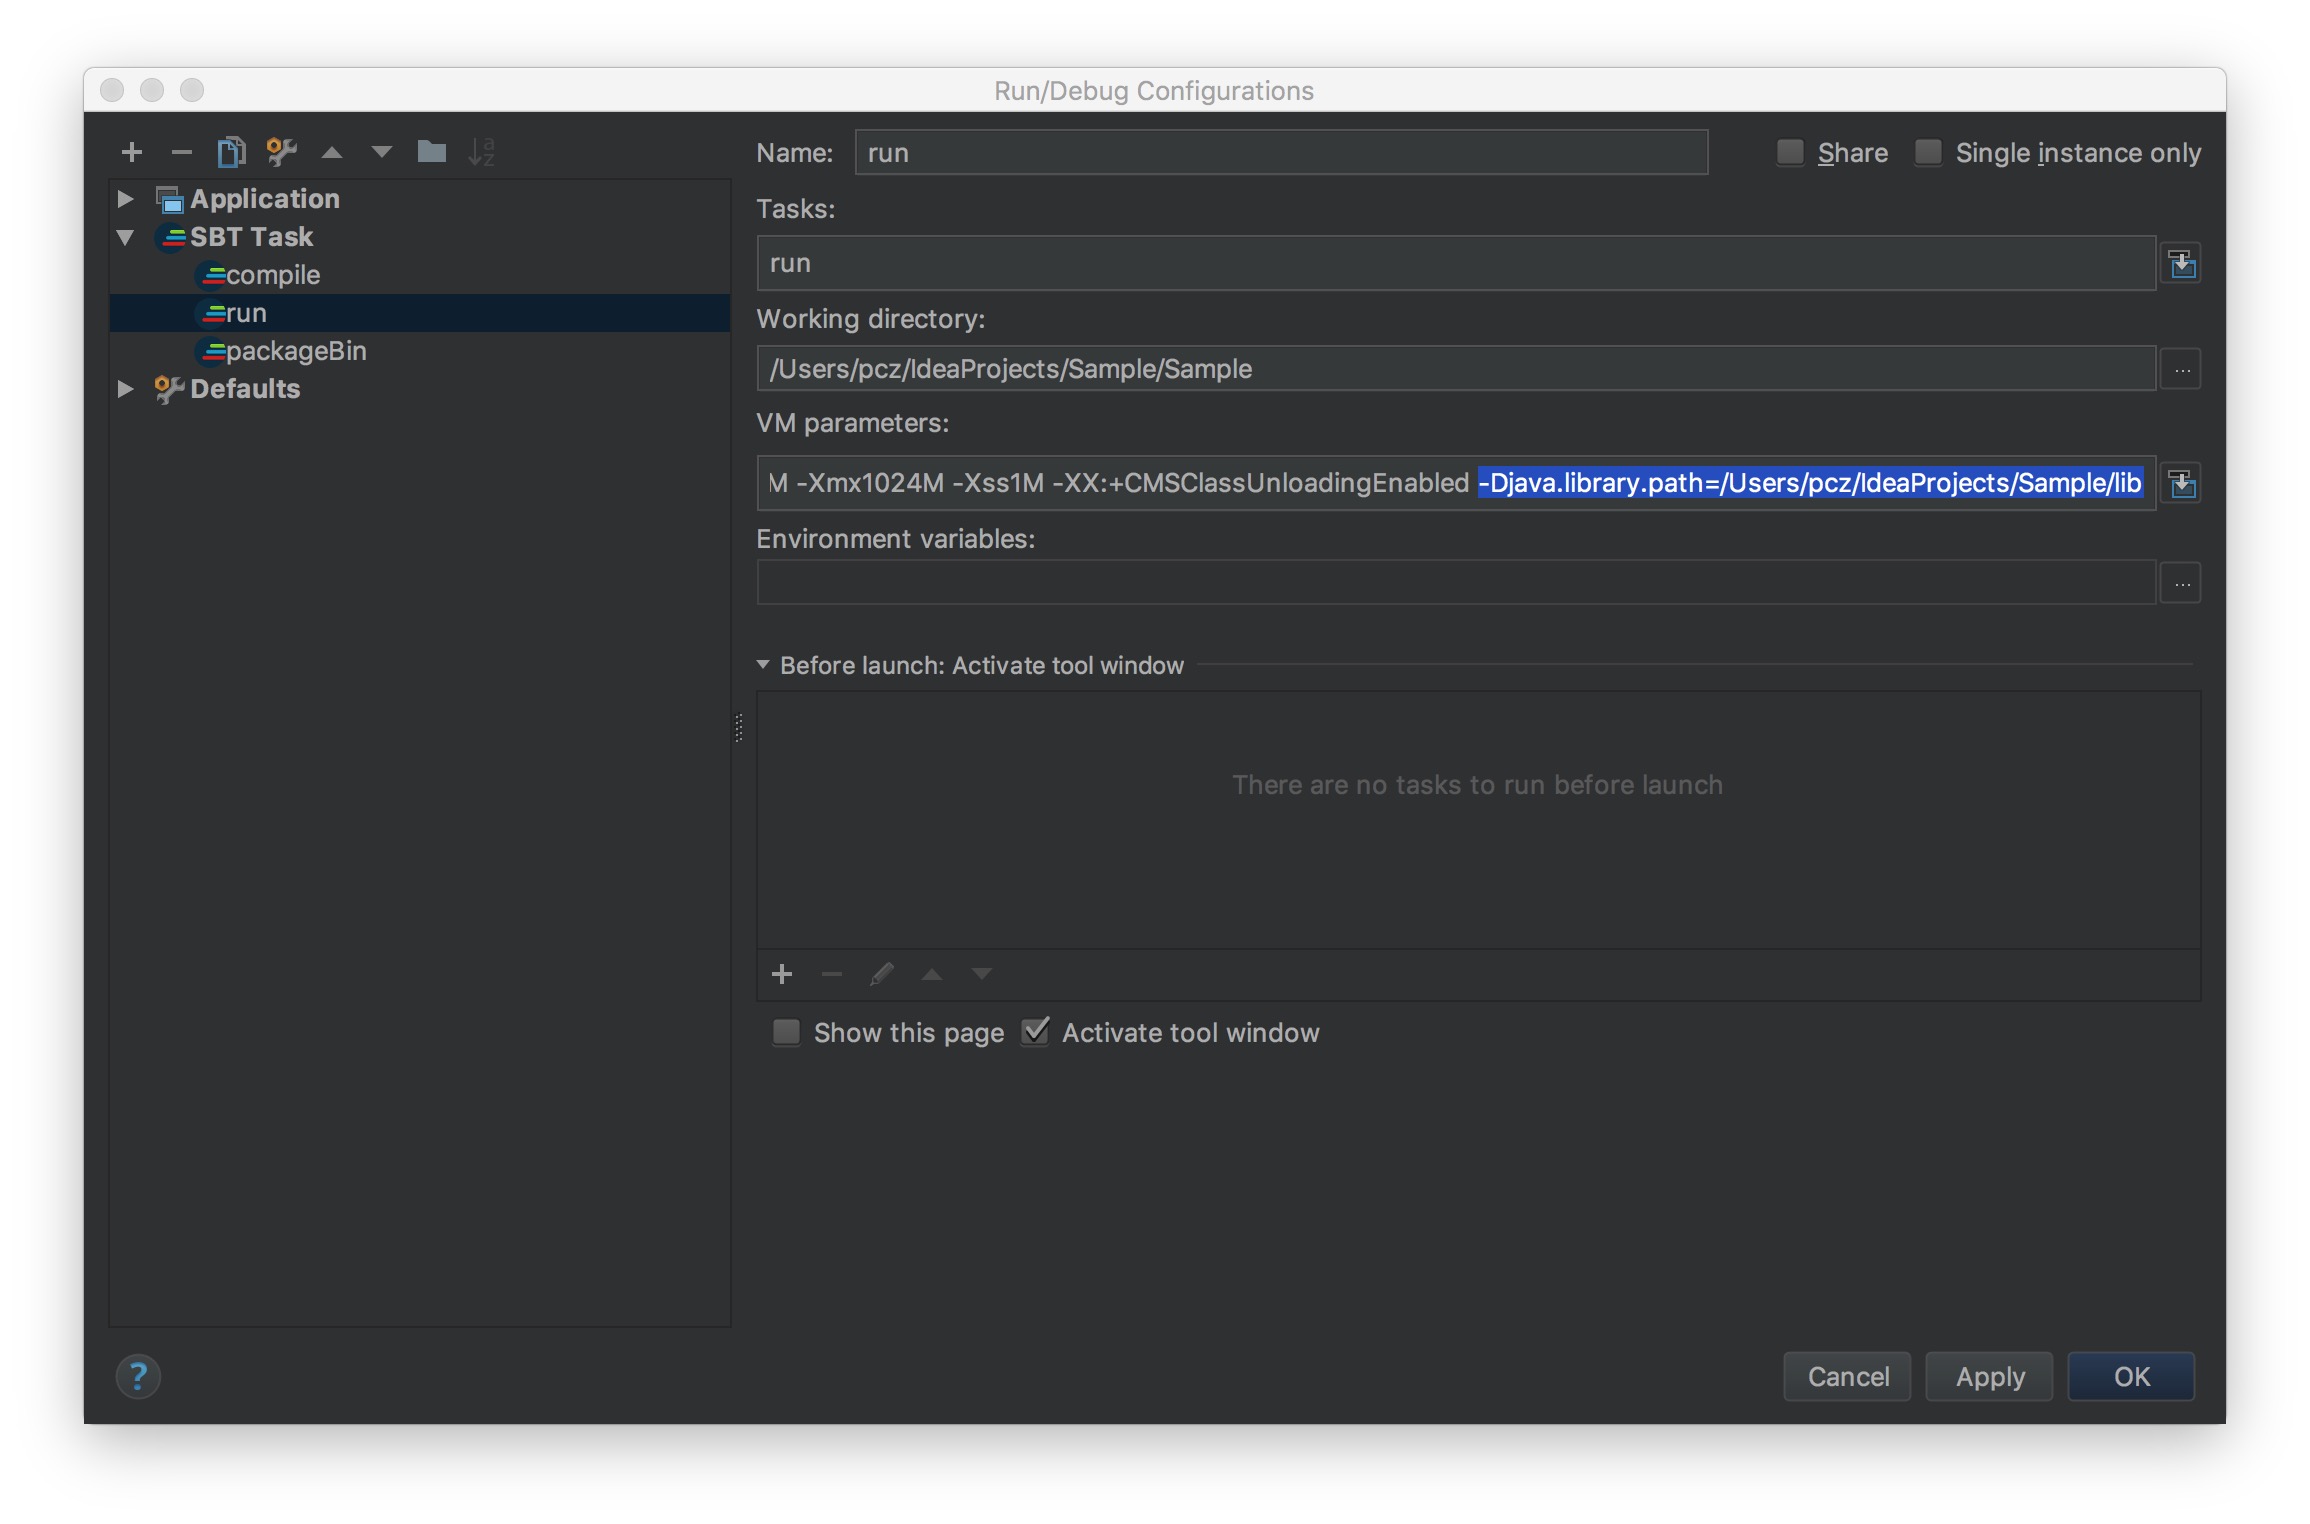 Run/Debug Configurations
Application
SBT Task
compile
run
packageBin
Defaults
Name: run
Share
Single instance only
Tasks:
run
Working directory:
/Users/pcz/IdeaProjects/Sample/Sample
...
VM parameters:
M -Xmx1024M -Xss1M -XX:+CMSClassUnloadingEnabled -Djava.library.path=/Users/pcz/IdeaProjects/Sample/lib
Environment variables:
...
Before launch: Activate tool window
There are no tasks to run before launch
Show this page
Activate tool window
?
Cancel
Apply
OK